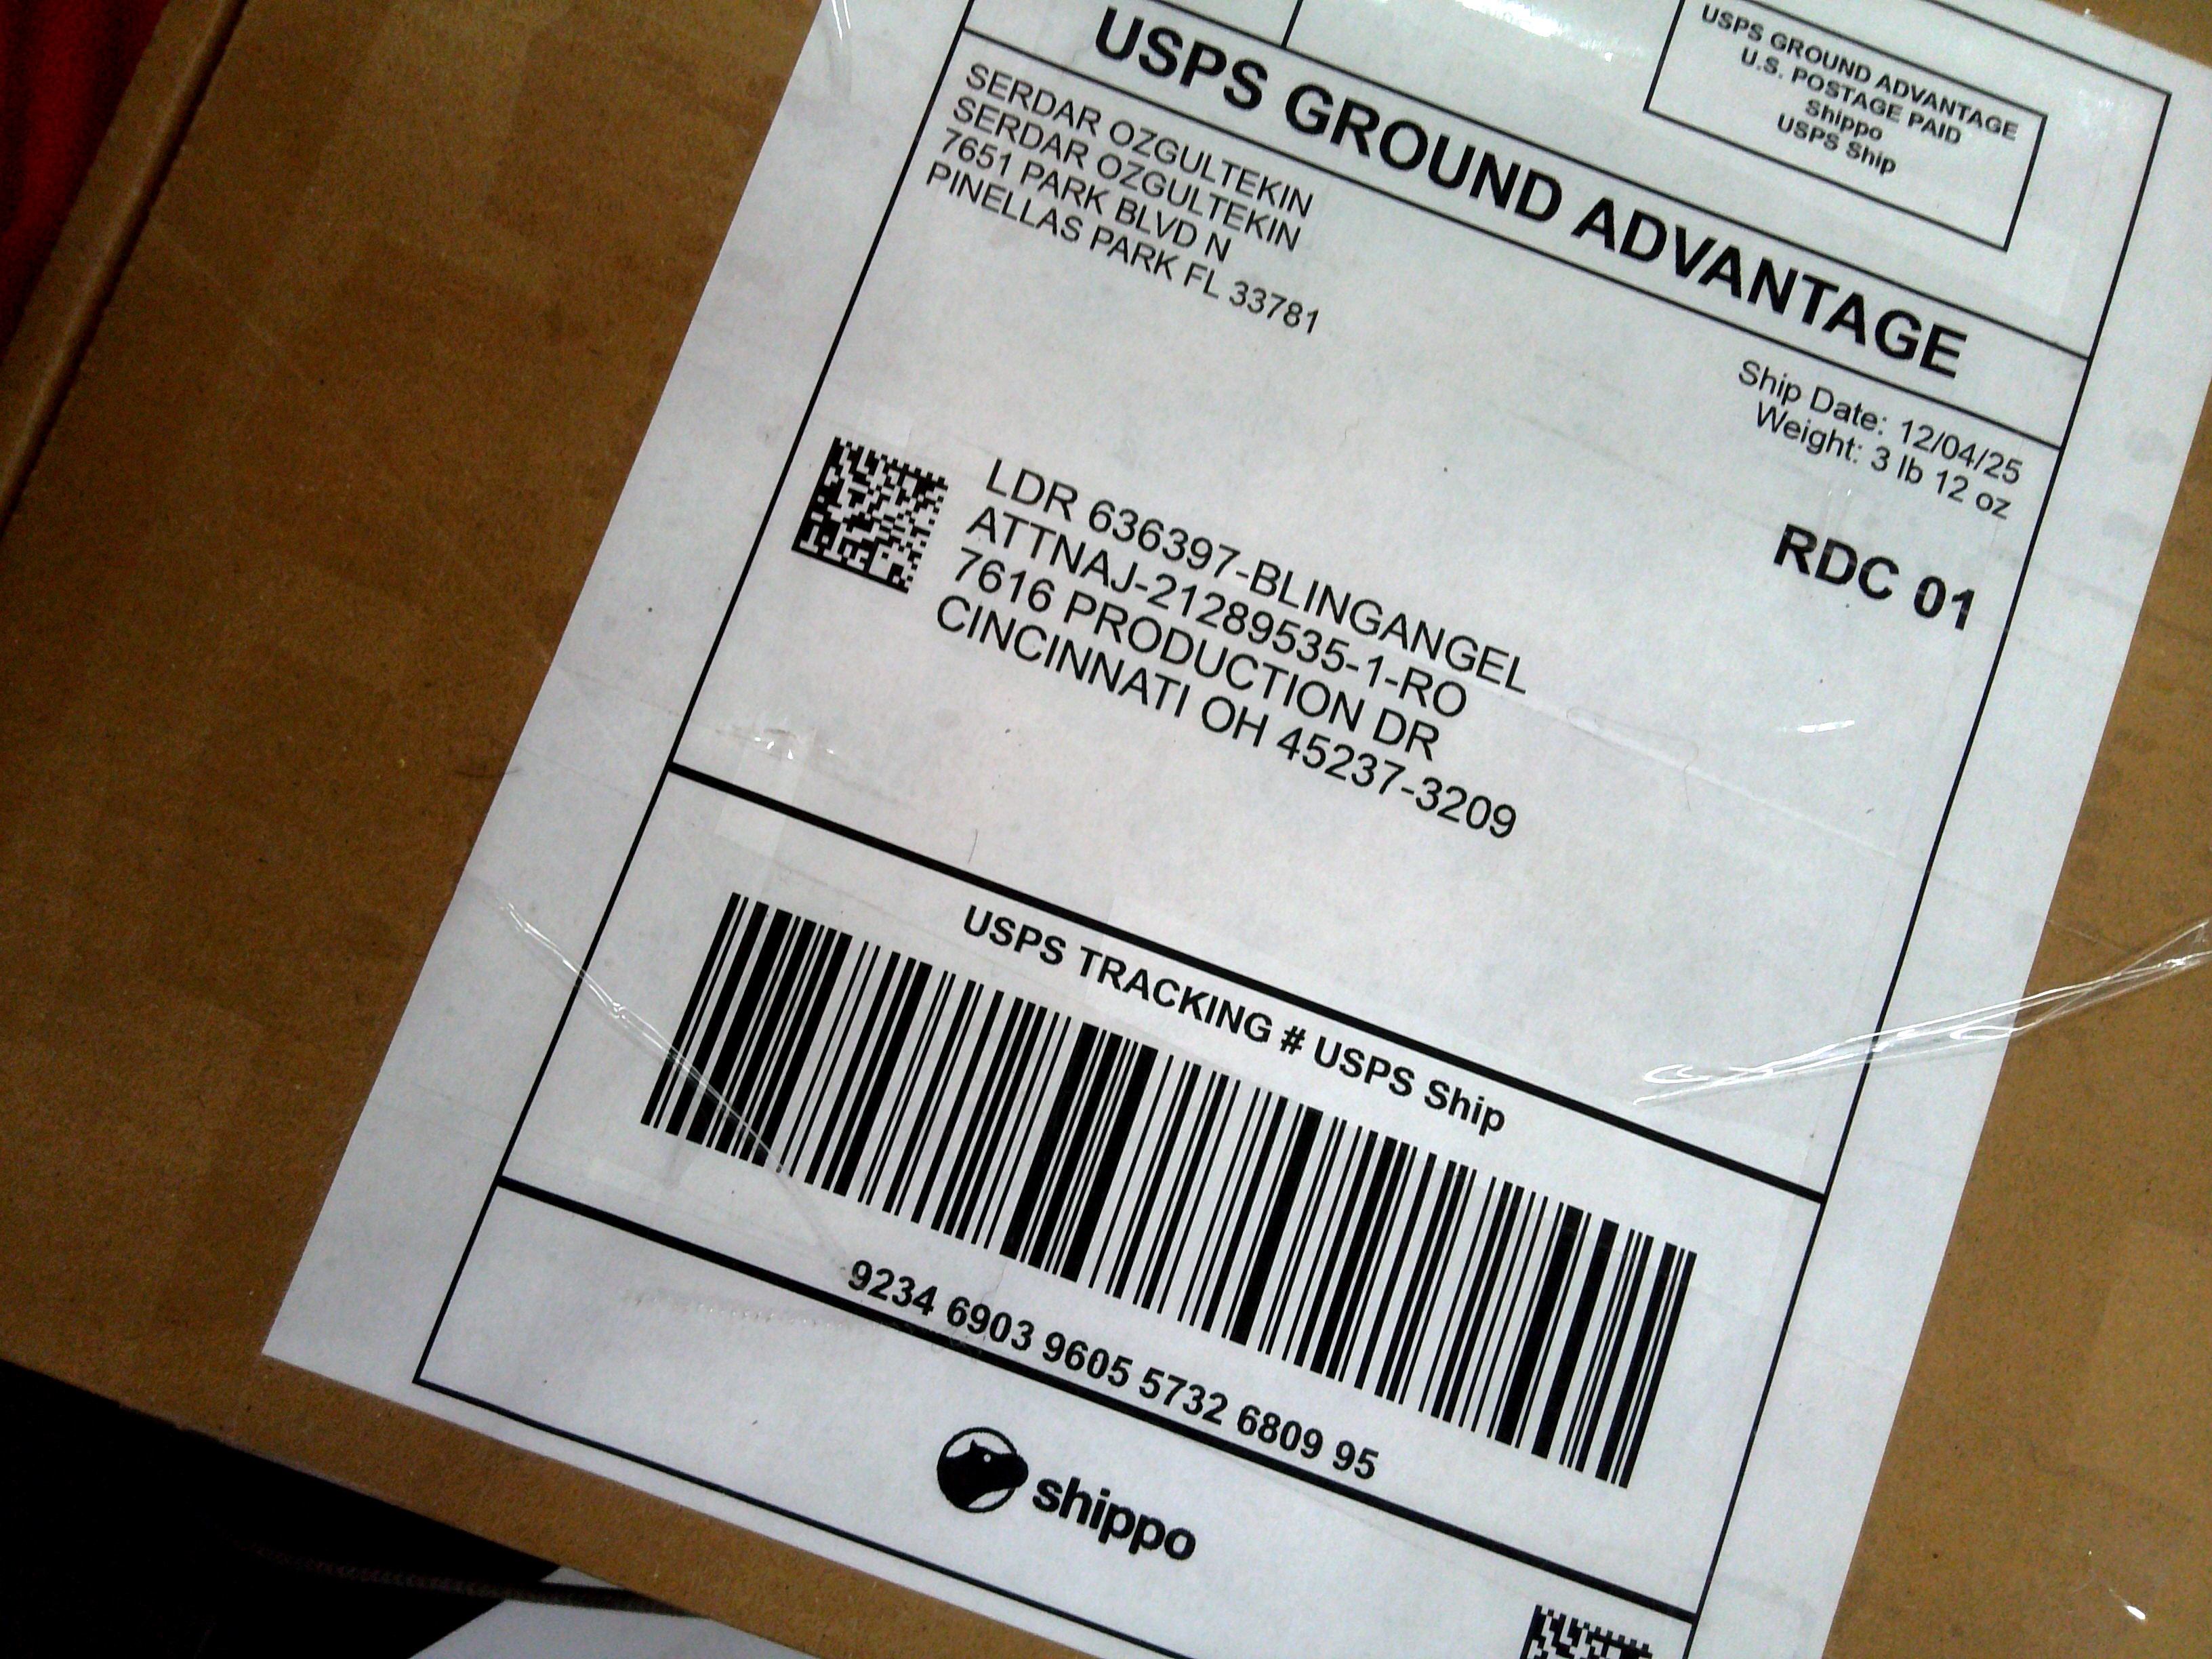 USPS GROUND ADVANTAGE
U.S. POSTAGE PAID
Shippo
USPS Ship
USPS GROUND ADVANTAGE
SERDAR OZGULTEKIN
SERDAR OZGULTEKIN
7651 PARK BLVD N
PINELLAS PARK FL 33781
Ship Date: 12/04/25
Weight: 3 lb 12 oz
RDC 01
LDR 636397-BLINGANGEL
ATTNAJ-21289535-1-RO
7616 PRODUCTION DR
CINCINNATI OH 45237-3209
USPS TRACKING # USPS Ship
9234 6903 9605 5732 6809 95
shippo